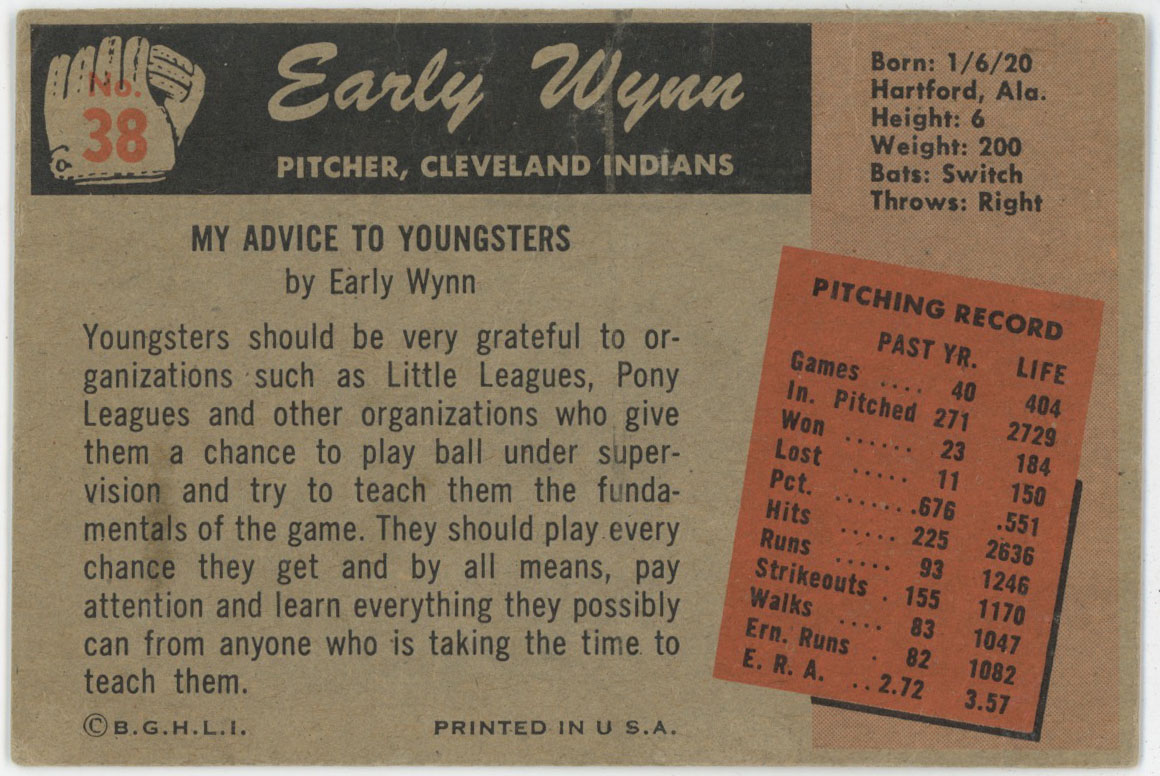 No.
38
Early Wynn
PITCHER, CLEVELAND INDIANS
Born: 1/6/20
Hartford, Ala.
Height: 6
Weight: 200
Bats: Switch
Throws: Right
MY ADVICE TO YOUNGSTERS
by Early Wynn
Youngsters should be very grateful to or-
ganizations such as Little Leagues, Pony
Leagues and other organizations who give
them a chance to play ball under super-
vision and try to teach them the funda-
mentals of the game. They should play every
chance they get and by all means, pay
attention and learn everything they possibly
can from anyone who is taking the time to
teach them.
© B.G.H.L.I. PRINTED IN U S.A.
PITCHING RECORD
PAST YR. LIFE
Games .... 40 404
In. Pitched 271 2729
Won ...... 23 184
Lost ..... 11 150
Pct. .......676 .551
Hits ..... 225 2636
Runs ..... 93 1246
Strikeouts . 155 1170
Walks .... 83 1047
Ern. Runs . 82 1082
E. R. A. ..2.72 3.57